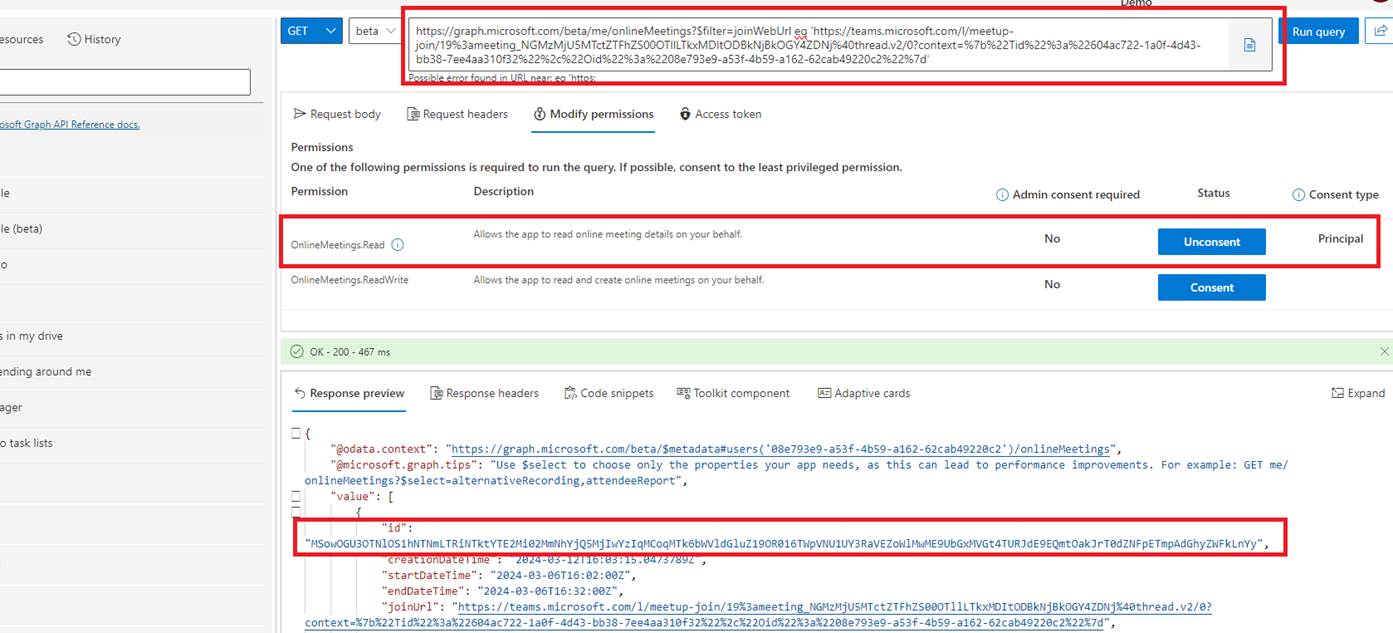 Demo
esources
History
GET
beta
https://graph.microsoft.com/beta/me/onlineMeetings?$filter=joinWebUrl eq 'https://teams.microsoft.com/l/meetup-
join/19%3ameeting_NGMzMjU5MTctZTFhZS00OTllLTkxMDItODBkNjBkOGY4ZDNj%40thread.v2/0?context=%7b%22Tid%22%3a%22604ac722-1a0f-4d43-
bb38-7ee4aa310f32%22%2c%22Oid%22%3a%2208e793e9-a53f-4b59-a162-62cab49220c2%22%7d'
Run query
Possible error found in URL near: eq 'https:
Request body
Request headers
Modify permissions
Access token
osoft Graph API Reference docs.
Permissions
One of the following permissions is required to run the query. If possible, consent to the least privileged permission.
Permission
Description
Admin consent required
Status
Consent type
le
le (beta)
o
s in my drive
ending around me
ager
o task lists
OnlineMeetings.Read
Allows the app to read online meeting details on your behalf.
No
Unconsent
Principal
OnlineMeetings.ReadWrite
Allows the app to read and create online meetings on your behalf.
No
Consent
OK - 200 - 467 ms
Response preview
Response headers
Code snippets
Toolkit component
Adaptive cards
Expand
{
"@odata.context": "https://graph.microsoft.com/beta/$metadata#users('08e793e9-a53f-4b59-a162-62cab49220c2')/onlineMeetings",
"@microsoft.graph.tips": "Use $select to choose only the properties your app needs, as this can lead to performance improvements. For example: GET me/
onlineMeetings?$select=alternativeRecording,attendeeReport",
"value": [
{
"id":
"MSowOGU3OTNlOS1hNTNmLTRiNTktYTE2Mi02MmNhYjQ5MjIwYzIqMCoqMTk6bWVldGluZ19OR016TWpVNU1UY3RaVEZoWlMwME9UbGxMVGt4TURJdE9EQmtOakJrT0dZNFpETmpAdGhyZWFkLnYy",
"creationDateTime": "2024-03-12T16:03:15.0473789Z",
"startDateTime": "2024-03-06T16:02:00Z",
"endDateTime": "2024-03-06T16:32:00Z",
"joinUrl": "https://teams.microsoft.com/l/meetup-join/19%3ameeting_NGMzMjU5MTctZTFhZS00OTllLTkxMDItODBkNjBkOGY4ZDNj%40thread.v2/0?
context=%7b%22Tid%22%3a%22604ac722-1a0f-4d43-bb38-7ee4aa310f32%22%2c%22Oid%22%3a%2208e793e9-a53f-4b59-a162-62cab49220c2%22%7d",